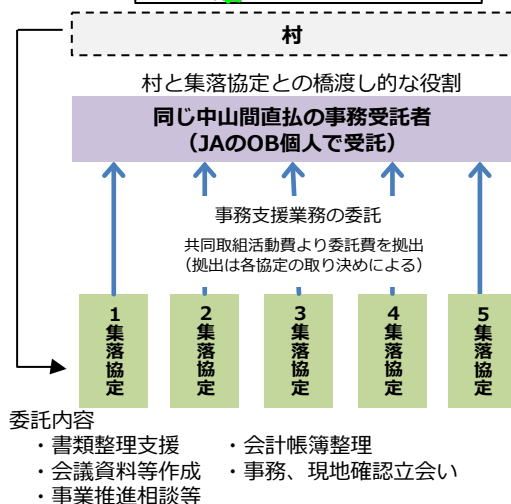 村
村と集落協定との橋渡し的な役割
同じ中山間直払の事務受託者
（JAのOB個人で受託）
事務支援業務の委託
共同取組活動費より委託費を拠出
（拠出は各協定の取り決めによる）
1集落協定
2集落協定
3集落協定
4集落協定
5集落協定
委託内容
・書類整理支援　・会計帳簿整理
・会議資料等作成　・事務、現地確認立会い
・事業推進相談等